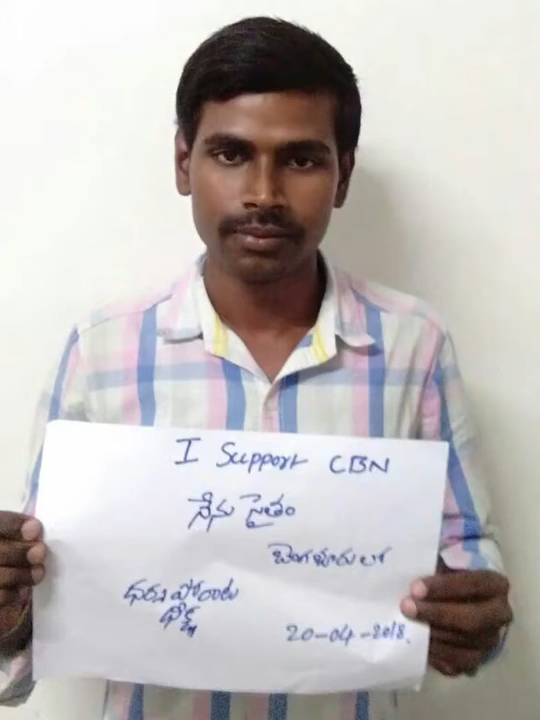 I Support CBN
నేను సైతం
బెంగళూరు లో
ధర్మ పోరాట
దీక్ష
20-04-2018.